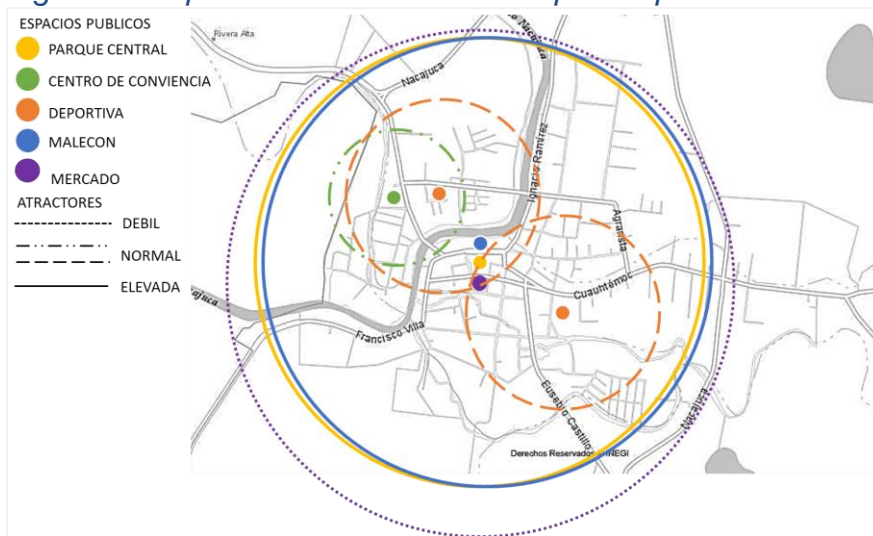 ESPACIOS PUBLICOS
PARQUE CENTRAL
CENTRO DE CONVIENCIA
DEPORTIVA
MALECON
MERCADO
ATRACTORES
DEBIL
NORMAL
ELEVADA
Rivera Alta
Nacajuca
Ignacio Ramírez
Agrarista
Cuauhtémoc
Francisco Villa
Eusebio Castillo
Nacajuca
Derechos Reservados INEGI